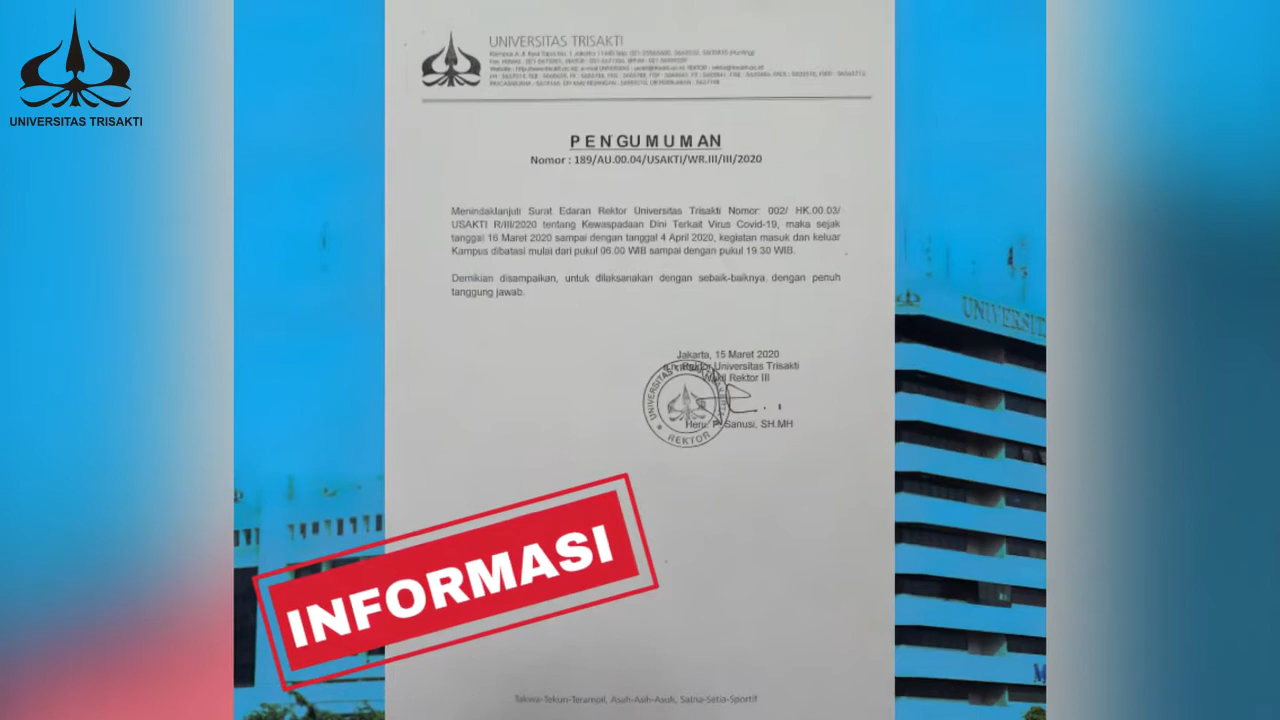 UNIVERSITAS TRISAKTI
UNIVERSITAS TRISAKTI
PENGUMUMAN
Nomor : 189/AU.00.04/USAKTI/WR.III/III/2020
Menindaklanjuti Surat Edaran Rektor Universitas Trisakti Nomor: 002/ HK.00.03/
USAKTI R/III/2020 tentang Kewaspadaan Dini Terkait Virus Covid-19, maka sejak
tanggal 16 Maret 2020 sampai dengan tanggal 4 April 2020, kegiatan masuk dan keluar
Kampus dibatasi mulai dari pukul 06.00 WIB sampai dengan pukul 19.30 WIB.
Demikian disampaikan, untuk dilaksanakan dengan sebaik-baiknya dengan penuh
tanggung jawab.
Jakarta, 15 Maret 2020
Rektor Universitas Trisakti
Wakil Rektor III
Sanusi, SH.MH
UNIVERSITAS TRISAKTI
REKTOR
INFORMASI
Takwa-Tekun-Terampil, Asah-Asih-Asuh, Satria-Setia-Sportif